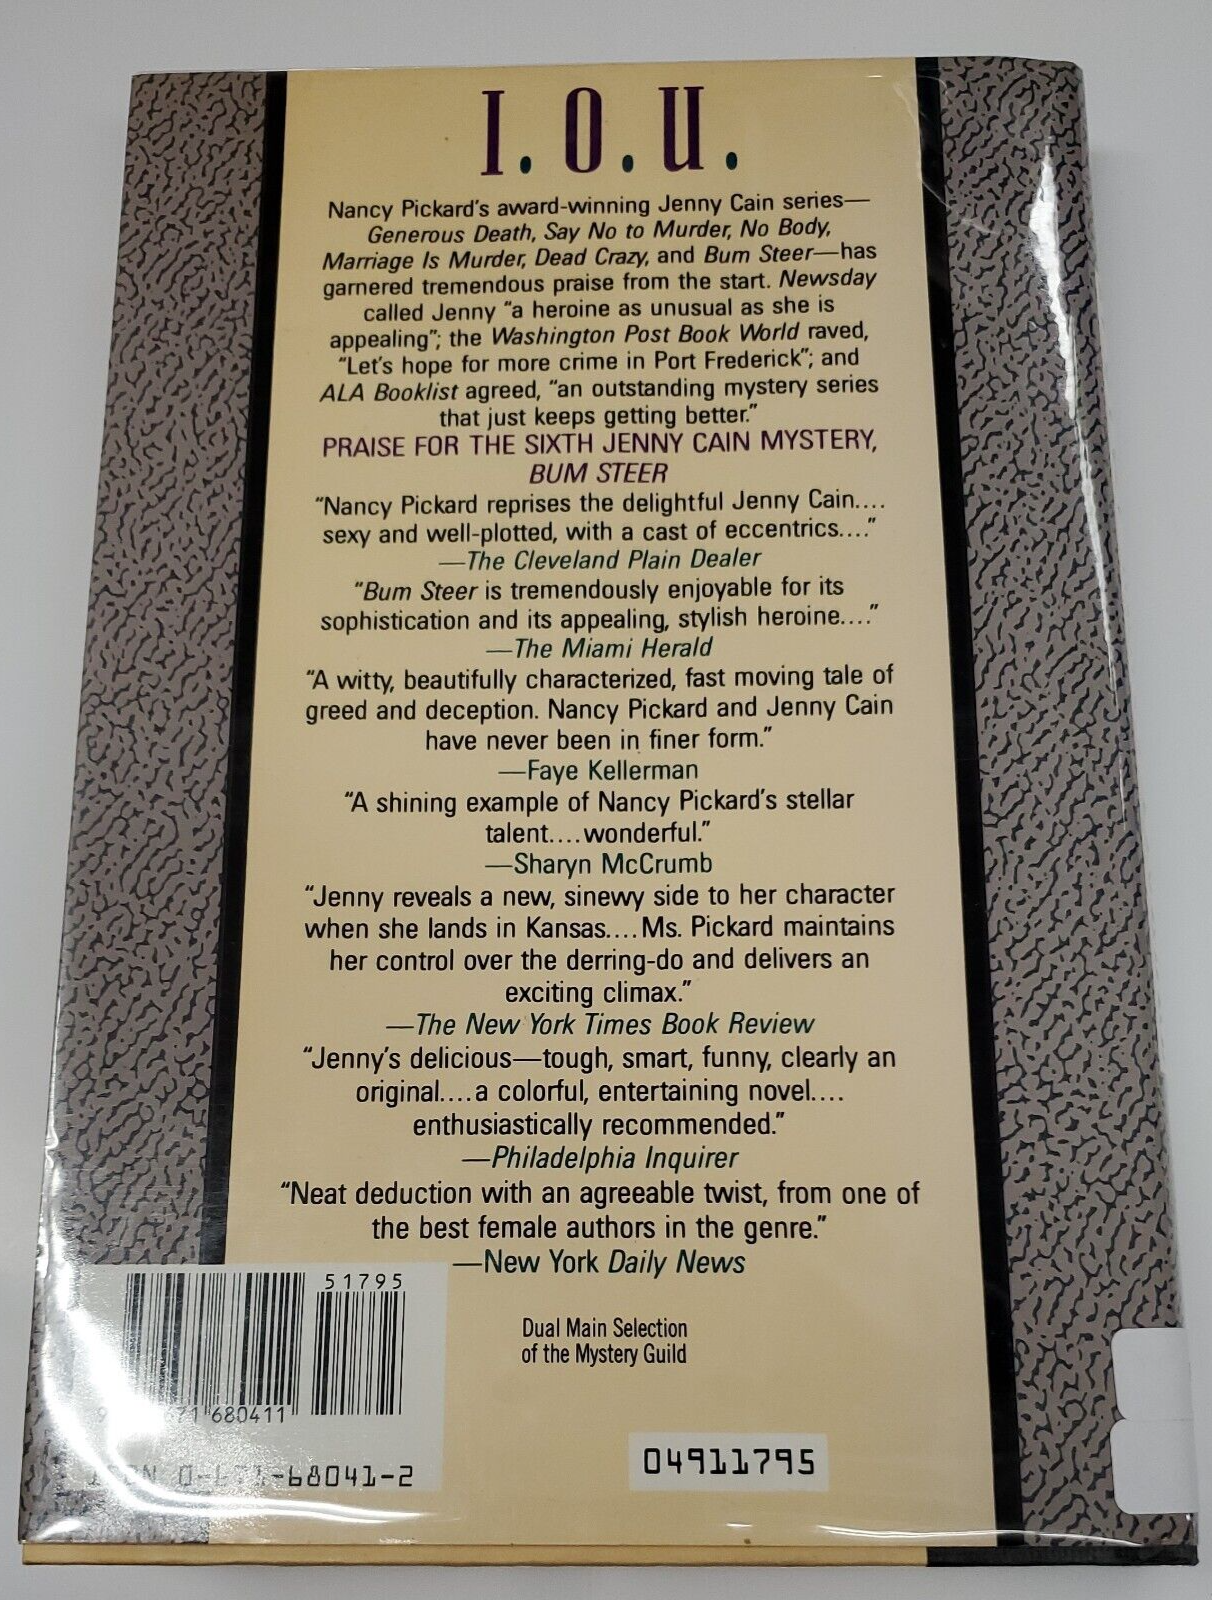 I.O.U.
Nancy Pickard's award-winning Jenny Cain series—
Generous Death, Say No to Murder, No Body,
Marriage Is Murder, Dead Crazy, and Bum Steer—has
garnered tremendous praise from the start. Newsday
called Jenny “a heroine as unusual as she is
appealing”; the Washington Post Book World raved,
“Let's hope for more crime in Port Frederick”; and
ALA Booklist agreed, “an outstanding mystery series
that just keeps getting better.”
PRAISE FOR THE SIXTH JENNY CAIN MYSTERY,
BUM STEER
“Nancy Pickard reprises the delightful Jenny Cain....
sexy and well-plotted, with a cast of eccentrics....”
—The Cleveland Plain Dealer
“Bum Steer is tremendously enjoyable for its
sophistication and its appealing, stylish heroine....”
—The Miami Herald
“A witty, beautifully characterized, fast moving tale of
greed and deception. Nancy Pickard and Jenny Cain
have never been in finer form.”
—Faye Kellerman
“A shining example of Nancy Pickard's stellar
talent....wonderful.”
—Sharyn McCrumb
“Jenny reveals a new, sinewy side to her character
when she lands in Kansas....Ms. Pickard maintains
her control over the derring-do and delivers an
exciting climax.”
—The New York Times Book Review
“Jenny's delicious—tough, smart, funny, clearly an
original....a colorful, entertaining novel....
enthusiastically recommended.”
—Philadelphia Inquirer
“Neat deduction with an agreeable twist, from one of
the best female authors in the genre.”
—New York Daily News
51795
Dual Main Selection
of the Mystery Guild
680411
ISBN 0-671-68041-2
04911795